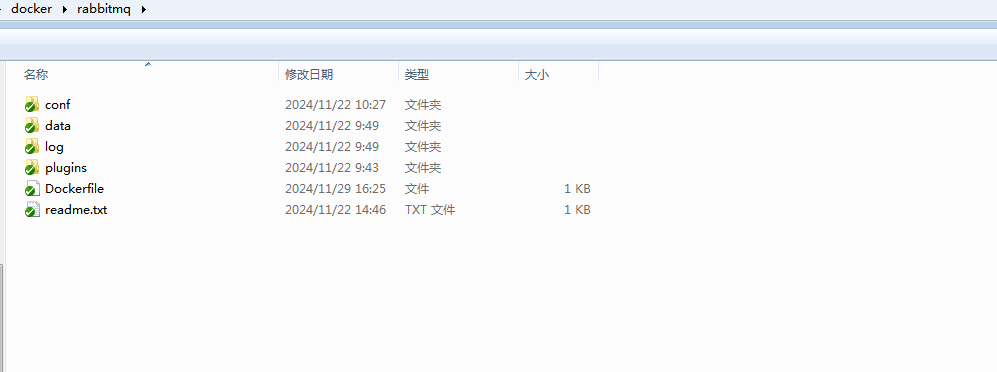 docker rabbitmq
名称 修改日期 类型 大小
conf 2024/11/22 10:27 文件夹
data 2024/11/22 9:49 文件夹
log 2024/11/22 9:49 文件夹
plugins 2024/11/22 9:43 文件夹
Dockerfile 2024/11/29 16:25 文件 1 KB
readme.txt 2024/11/22 14:46 TXT 文件 1 KB